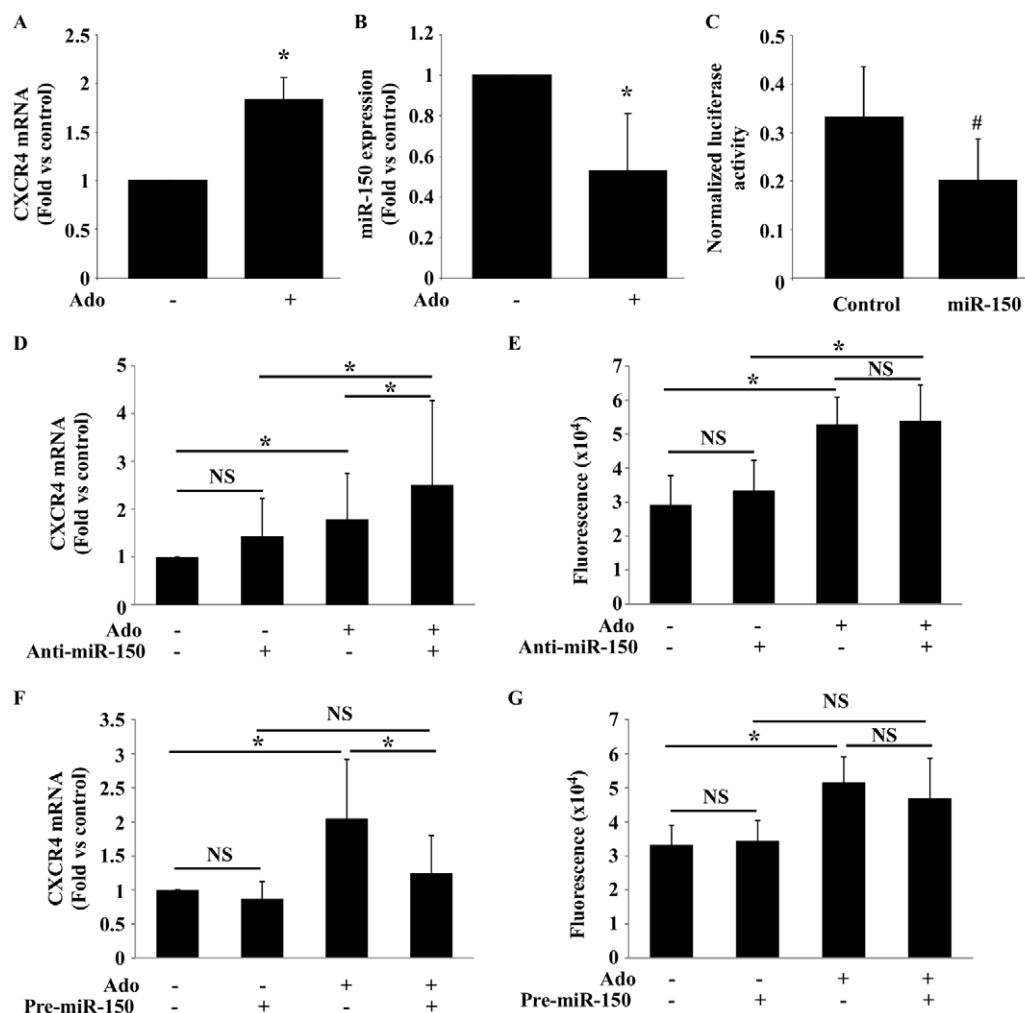 A
CXCR4 mRNA
(Fold vs control)
2.5
2
1.5
1
0.5
0
*
Ado - +
B
miR-150 expression
(Fold vs control)
1
0.8
0.6
0.4
0.2
0
*
Ado - +
C
Normalized luciferase
activity
0.5
0.4
0.3
0.2
0.1
0
#
Control miR-150
D
CXCR4 mRNA
(Fold vs control)
5
4
3
2
1
0
*
*
*
NS
Ado - - + +
Anti-miR-150 - + - +
E
Fluorescence (x10⁴)
7
6
5
4
3
2
1
0
*
* NS
NS
Ado - - + +
Anti-miR-150 - + - +
F
CXCR4 mRNA
(Fold vs control)
3.5
3
2.5
2
1.5
1
0.5
0
NS
* *
NS
Ado - - + +
Pre-miR-150 - + - +
G
Fluorescence (x10⁴)
7
6
5
4
3
2
1
0
NS
* NS
NS
Ado - - + +
Pre-miR-150 - + - +